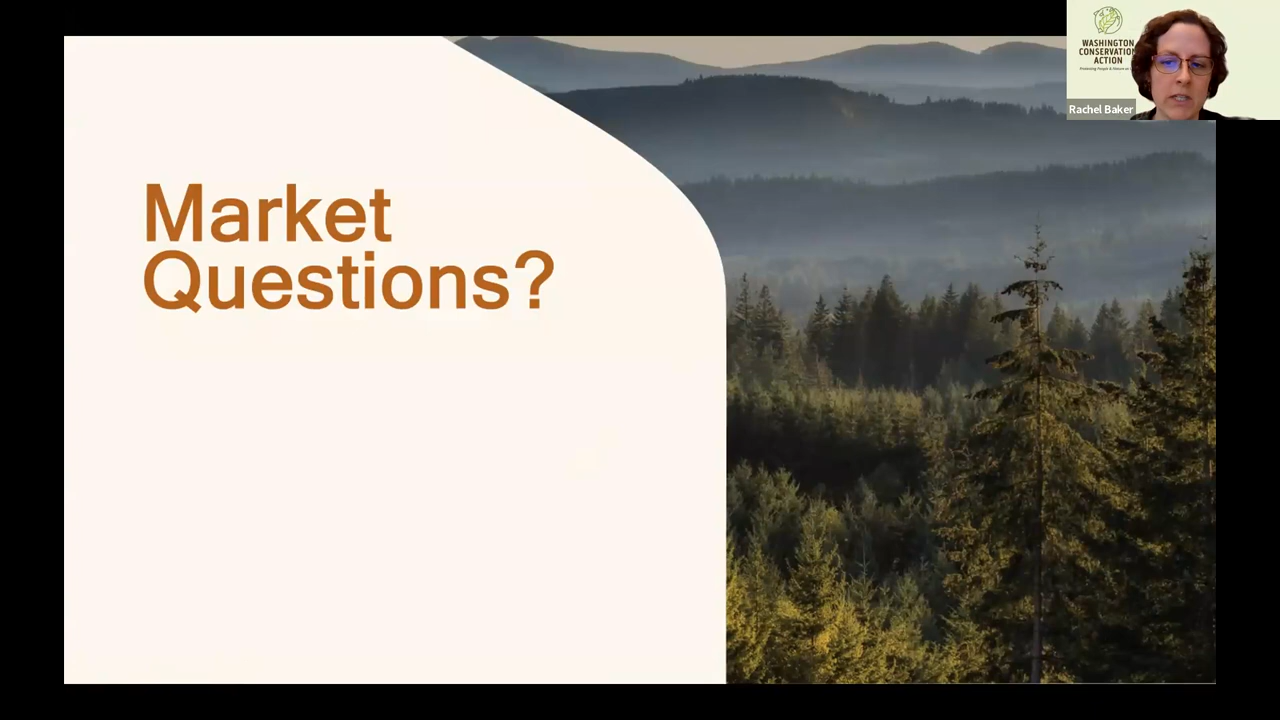 Market
Questions?
WASHINGTON
CONSERVATION
ACTION
Rachel Baker